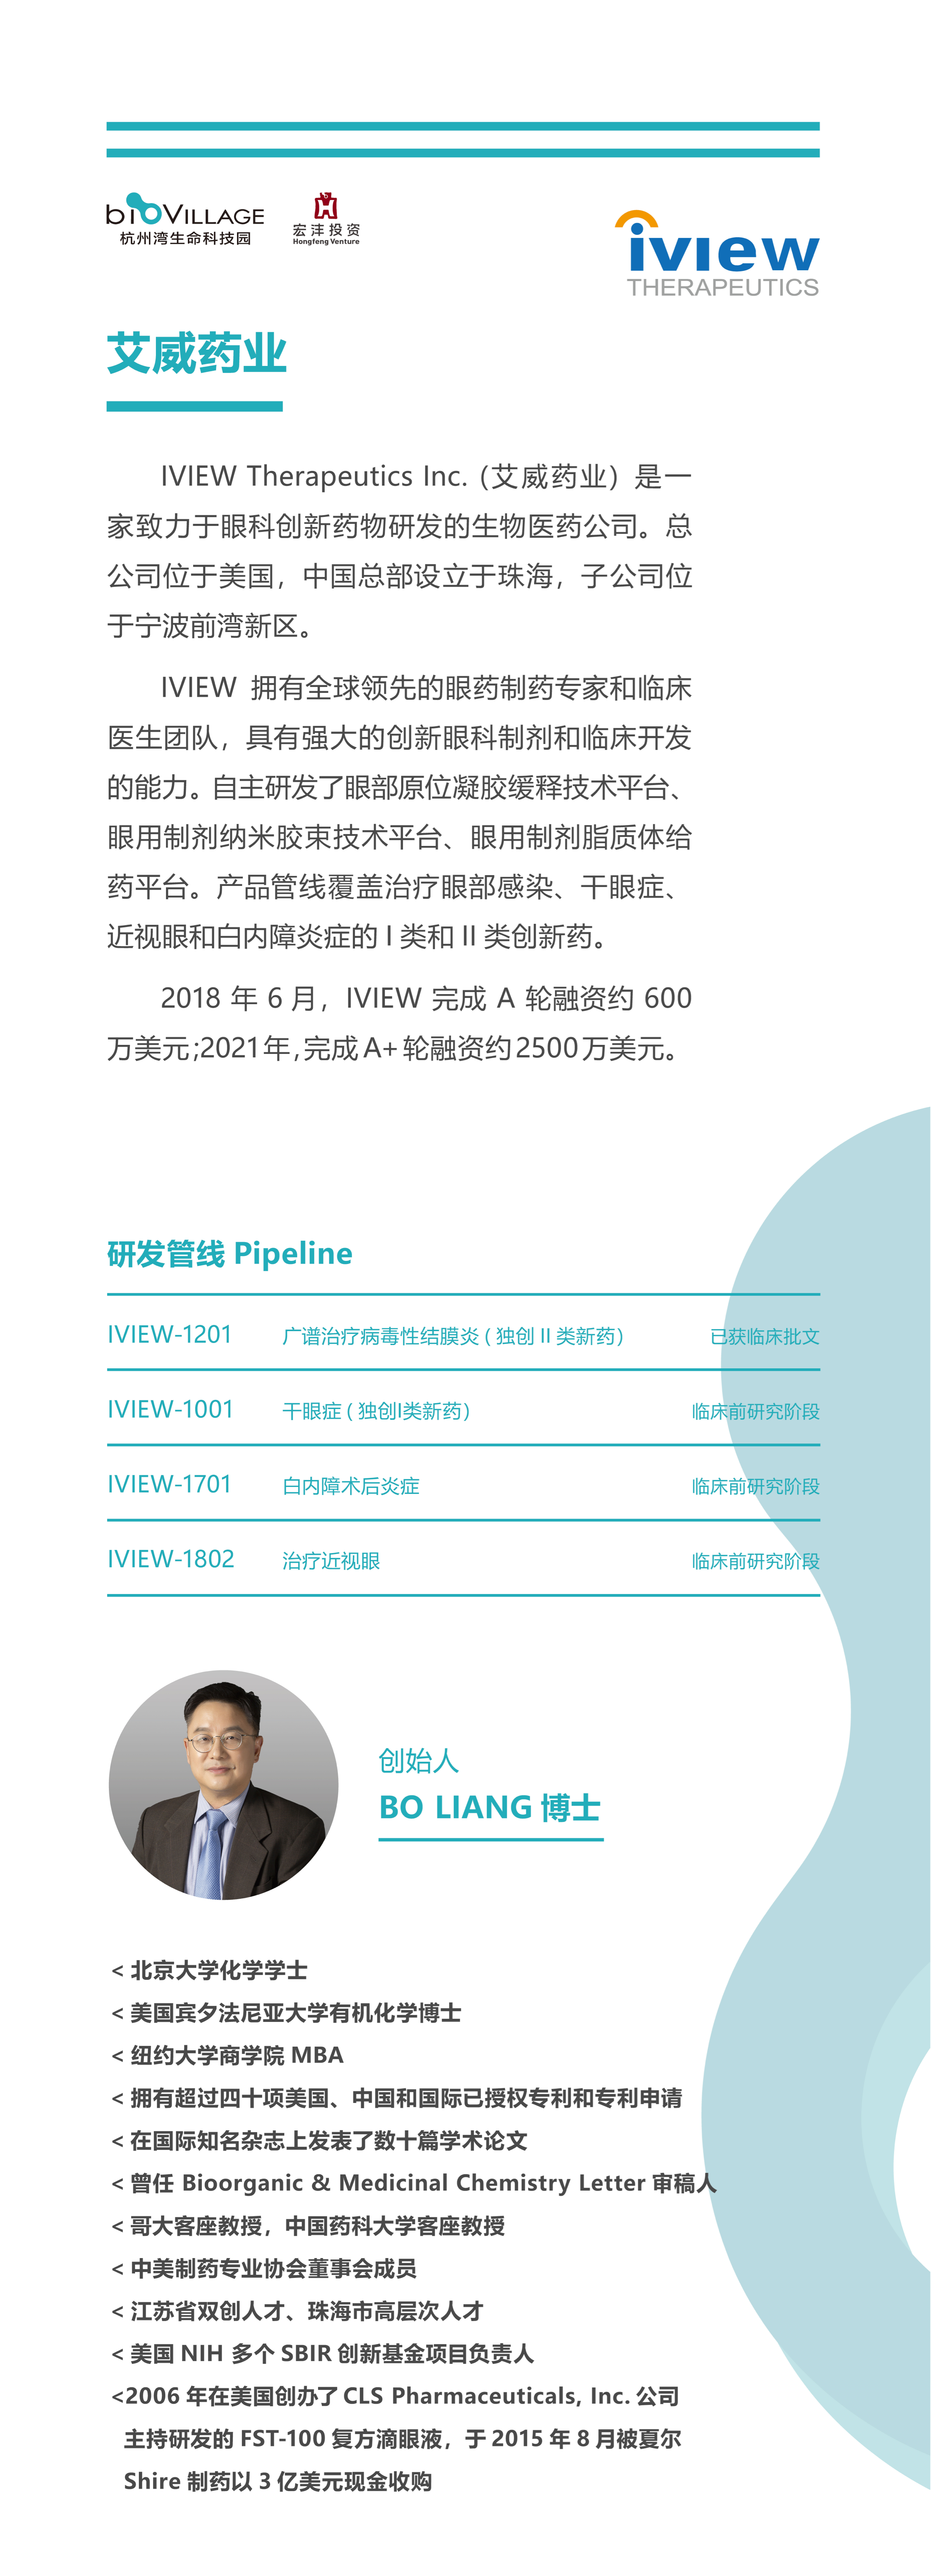 bioVILLAGE
杭州湾生命科技园
宏沣投资
Hongfeng Venture
iview
THERAPEUTICS
艾威药业
IVIEW Therapeutics Inc. (艾威药业) 是一
家致力于眼科创新药物研发的生物医药公司。总
公司位于美国，中国总部设立于珠海，子公司位
于宁波前湾新区。
IVIEW 拥有全球领先的眼药制药专家和临床
医生团队，具有强大的创新眼科制剂和临床开发
的能力。自主研发了眼部原位凝胶缓释技术平台、
眼用制剂纳米胶束技术平台、眼用制剂脂质体给
药平台。产品管线覆盖治疗眼部感染、干眼症、
近视眼和白内障炎症的 I 类和 II 类创新药。
2018 年 6 月，IVIEW 完成 A 轮融资约 600
万美元;2021年,完成A+轮融资约2500万美元。
研发管线 Pipeline
IVIEW-1201 广谱治疗病毒性结膜炎 ( 独创 II 类新药) 已获临床批文
IVIEW-1001 干眼症 ( 独创I类新药) 临床前研究阶段
IVIEW-1701 白内障术后炎症 临床前研究阶段
IVIEW-1802 治疗近视眼 临床前研究阶段
创始人
BO LIANG 博士
< 北京大学化学学士
< 美国宾夕法尼亚大学有机化学博士
< 纽约大学商学院 MBA
< 拥有超过四十项美国、中国和国际已授权专利和专利申请
< 在国际知名杂志上发表了数十篇学术论文
< 曾任 Bioorganic & Medicinal Chemistry Letter 审稿人
< 哥大客座教授，中国药科大学客座教授
< 中美制药专业协会董事会成员
< 江苏省双创人才、珠海市高层次人才
< 美国 NIH 多个 SBIR 创新基金项目负责人
<2006 年在美国创办了 CLS Pharmaceuticals, Inc. 公司
主持研发的 FST-100 复方滴眼液，于 2015 年 8 月被夏尔
Shire 制药以 3 亿美元现金收购